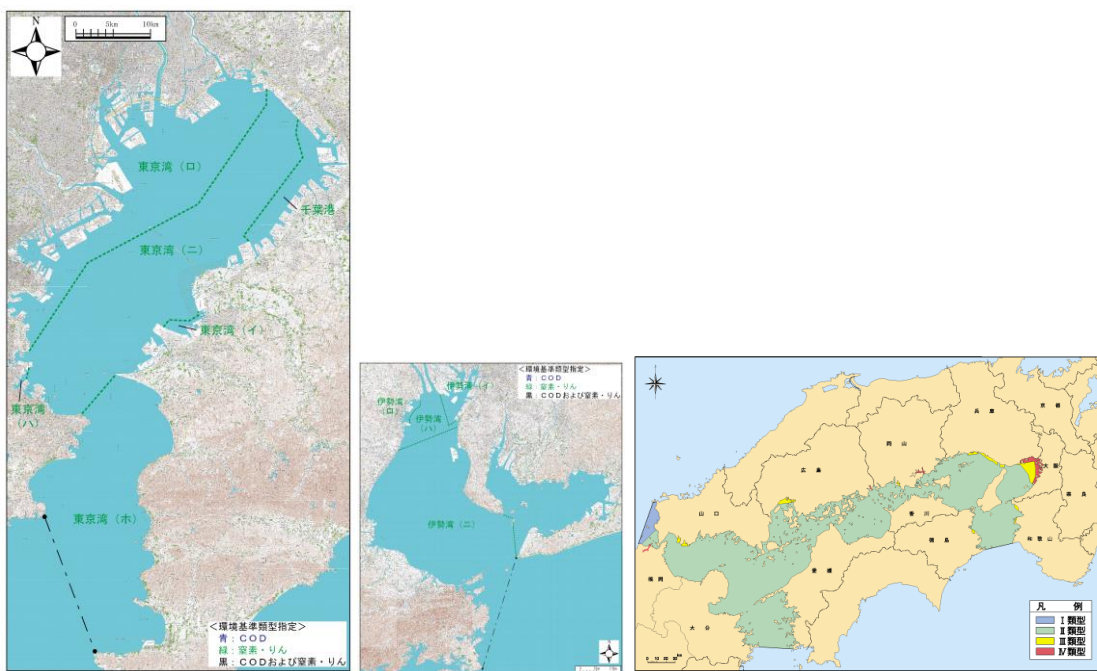 N
0 5km 10km
東京湾（ロ）
千葉港
東京湾（ニ）
東京湾（イ）
東京湾
（ハ）
東京湾（ホ）
＜環境基準類型指定＞
青：ＣＯＤ
緑：窒素・りん
黒：ＣＯＤおよび窒素・りん
＜環境基準類型指定＞
青：ＣＯＤ
緑：窒素・りん
黒：ＣＯＤおよび窒素・りん
伊勢湾（イ）
伊勢湾
（ロ）
伊勢湾
（ハ）
伊勢湾（ニ）
兵庫
京都
岡山
広島
大阪
奈良
山口
香川
徳島
和歌山
愛媛
福岡
大分
凡例
Ⅰ類型
Ⅱ類型
Ⅲ類型
Ⅳ類型